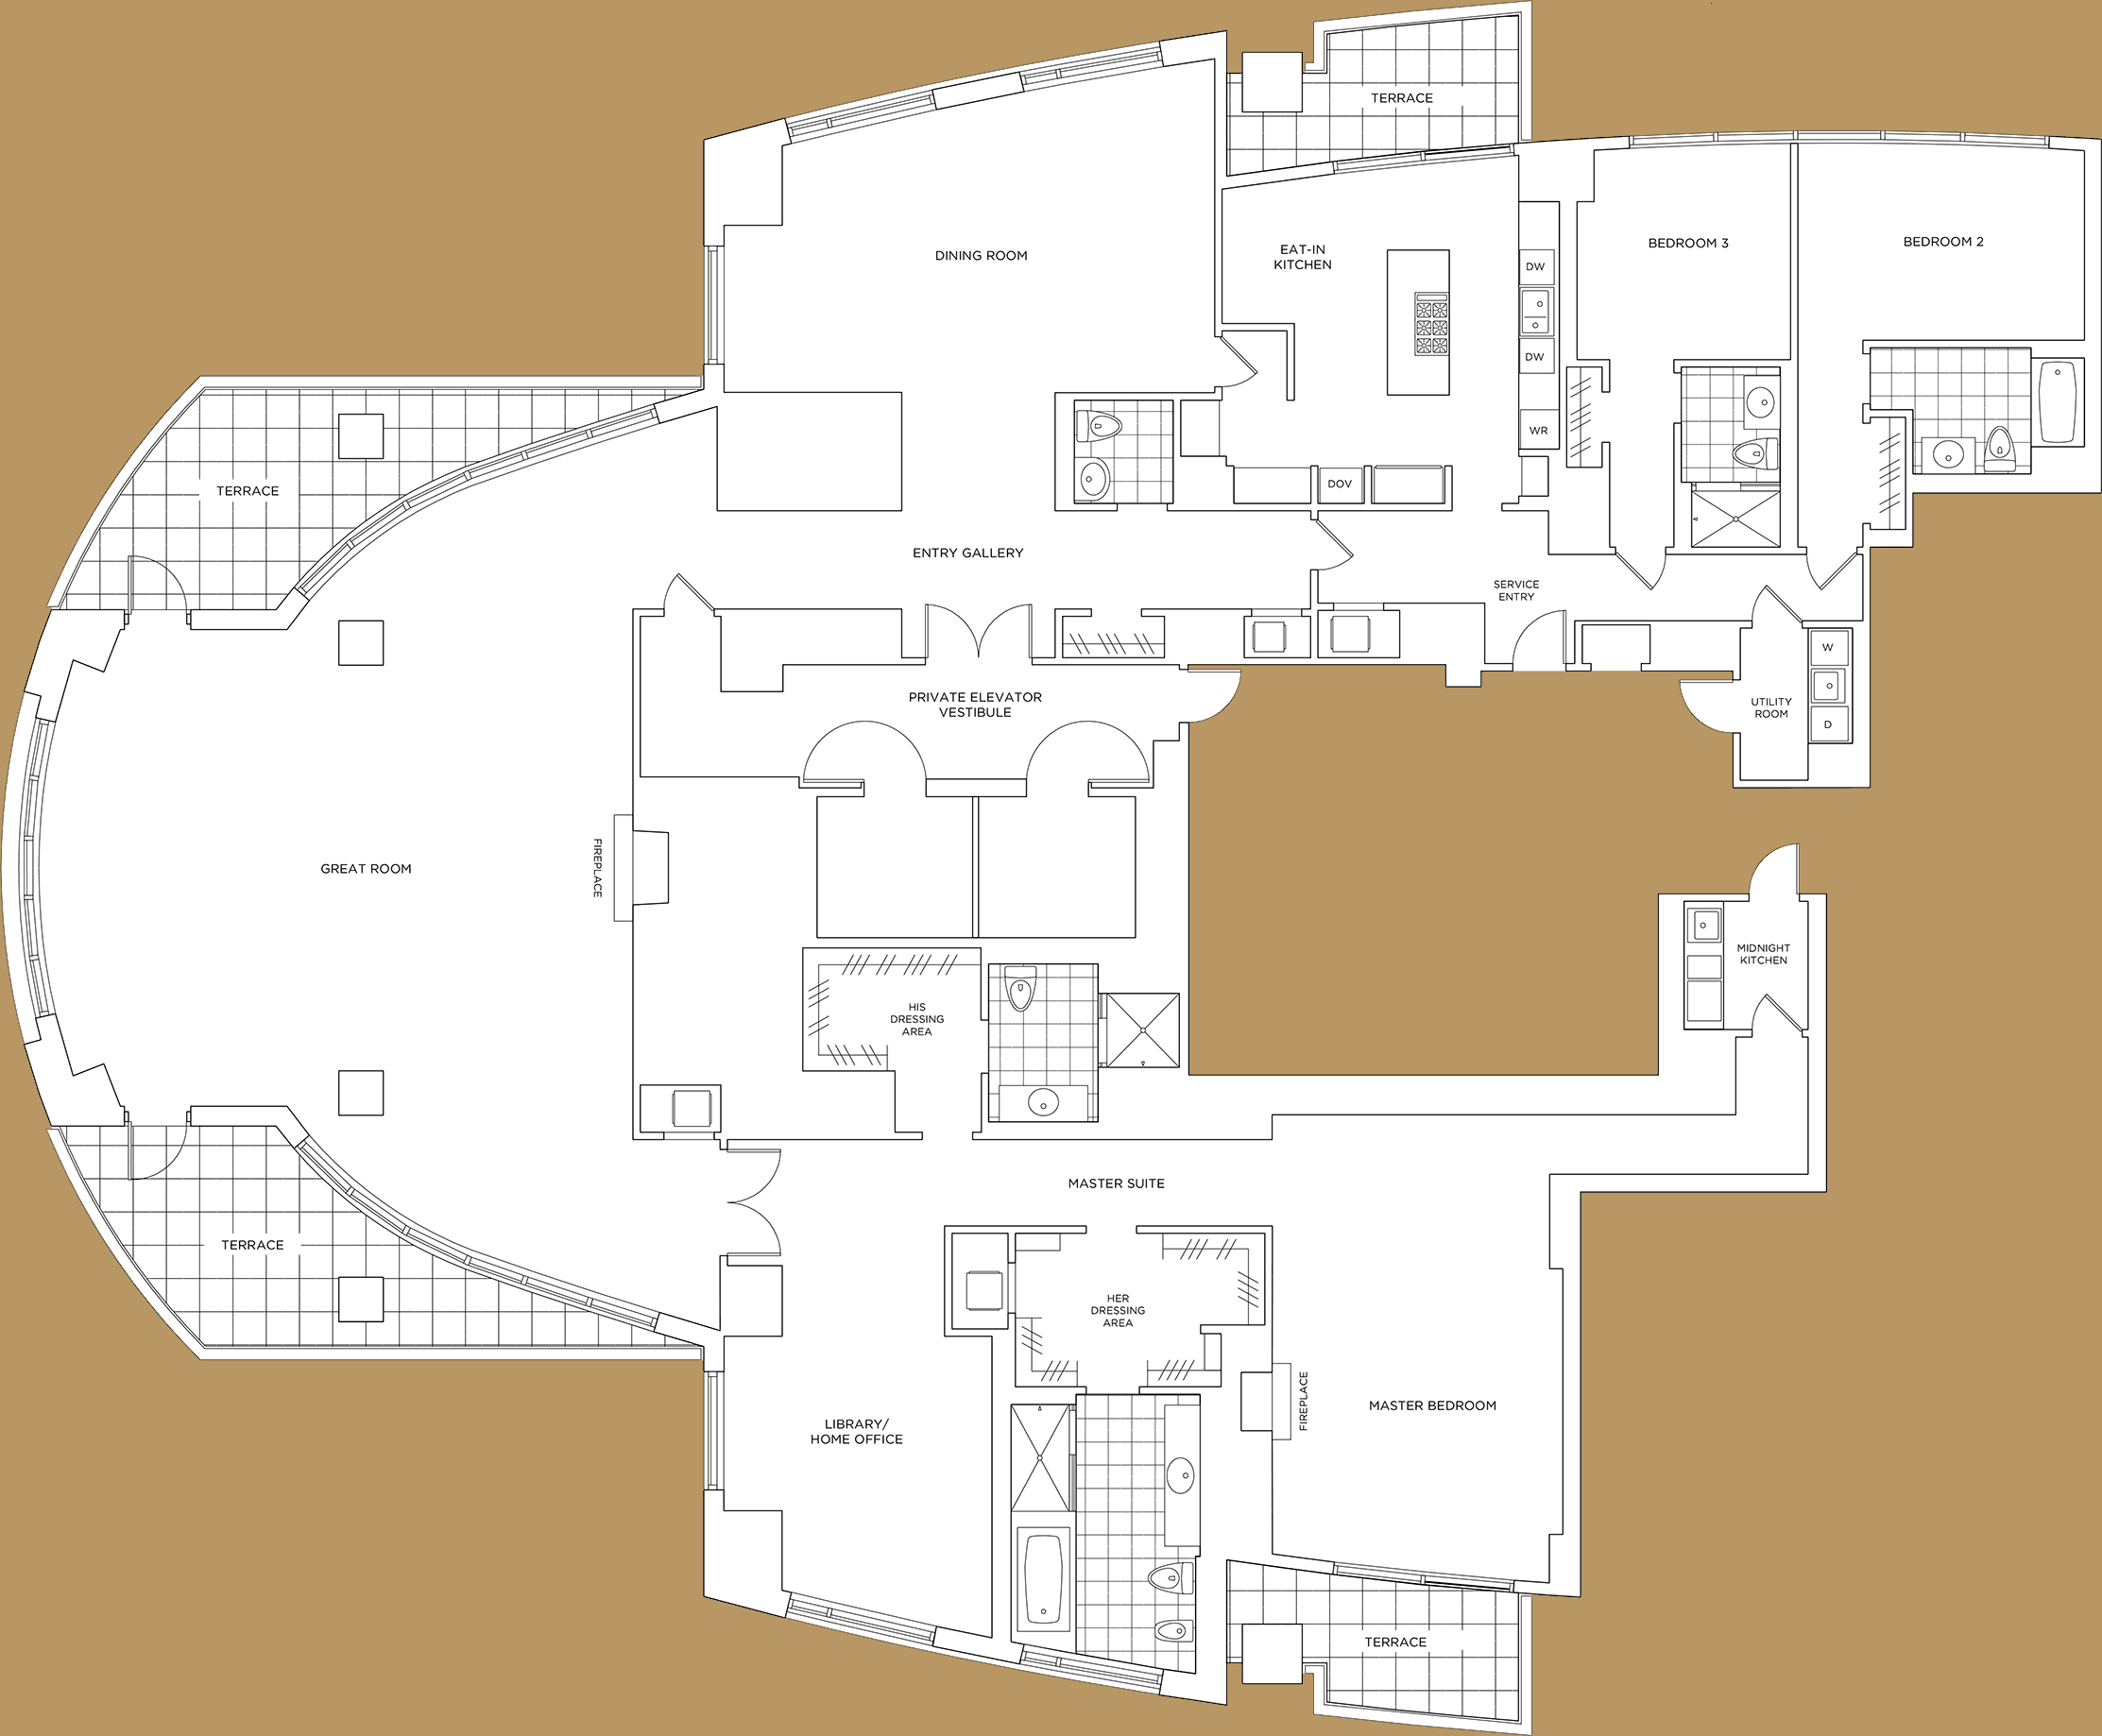 TERRACE
DINING ROOM
EAT-IN
KITCHEN
BEDROOM 3
BEDROOM 2
DW
DW
WR
DOV
TERRACE
ENTRY GALLERY
SERVICE
ENTRY
PRIVATE ELEVATOR
VESTIBULE
W
UTILITY
ROOM
D
GREAT ROOM
FIREPLACE
MIDNIGHT
KITCHEN
HIS
DRESSING
AREA
MASTER SUITE
TERRACE
HER
DRESSING
AREA
FIREPLACE
MASTER BEDROOM
LIBRARY/
HOME OFFICE
TERRACE